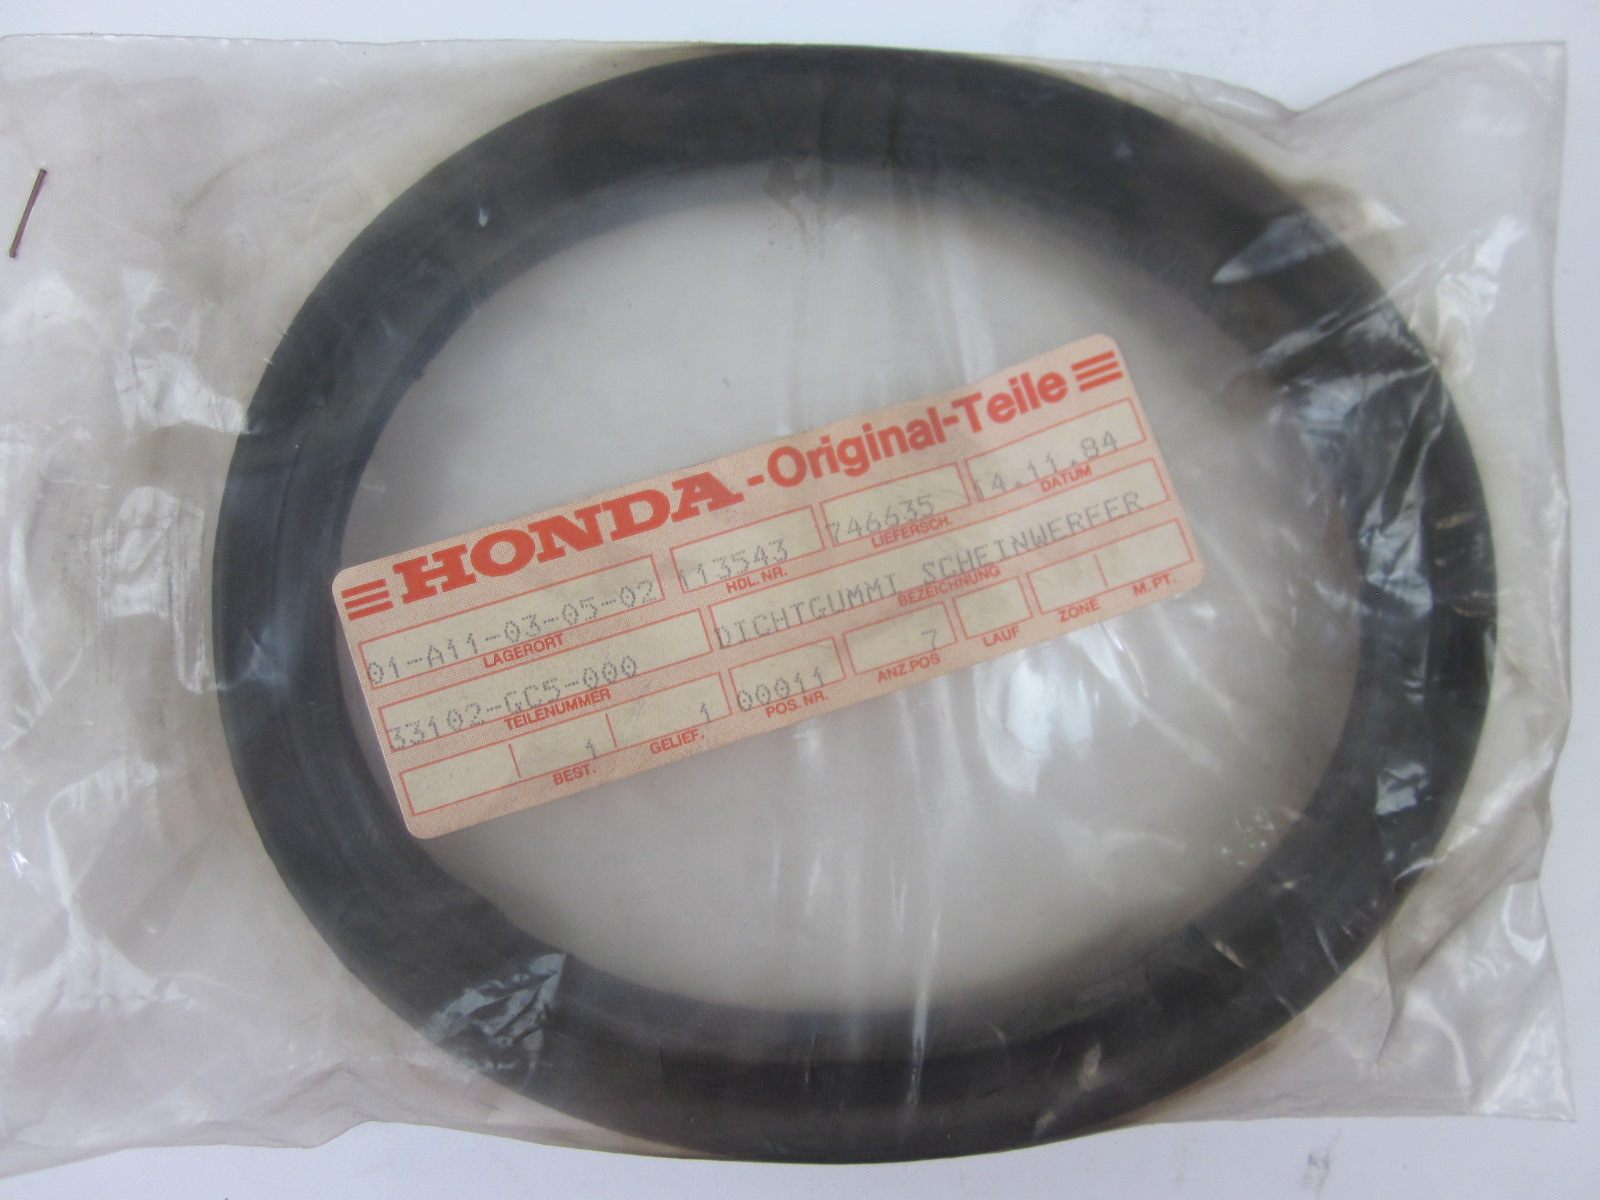 HONDA-Original-Teile
01-A11-03-05-02 113543 746635 14.11.84
LAGERORT HDL.NR. LIEFERSCH. DATUM
33102-GC5-000 DICHTGUMMI SCHEINWERFER
TEILENUMMER BEZEICHNUNG
1 1 00011 7
BEST. GELIEF. POS.NR. ANZ.POS LAUF ZONE M.PT.